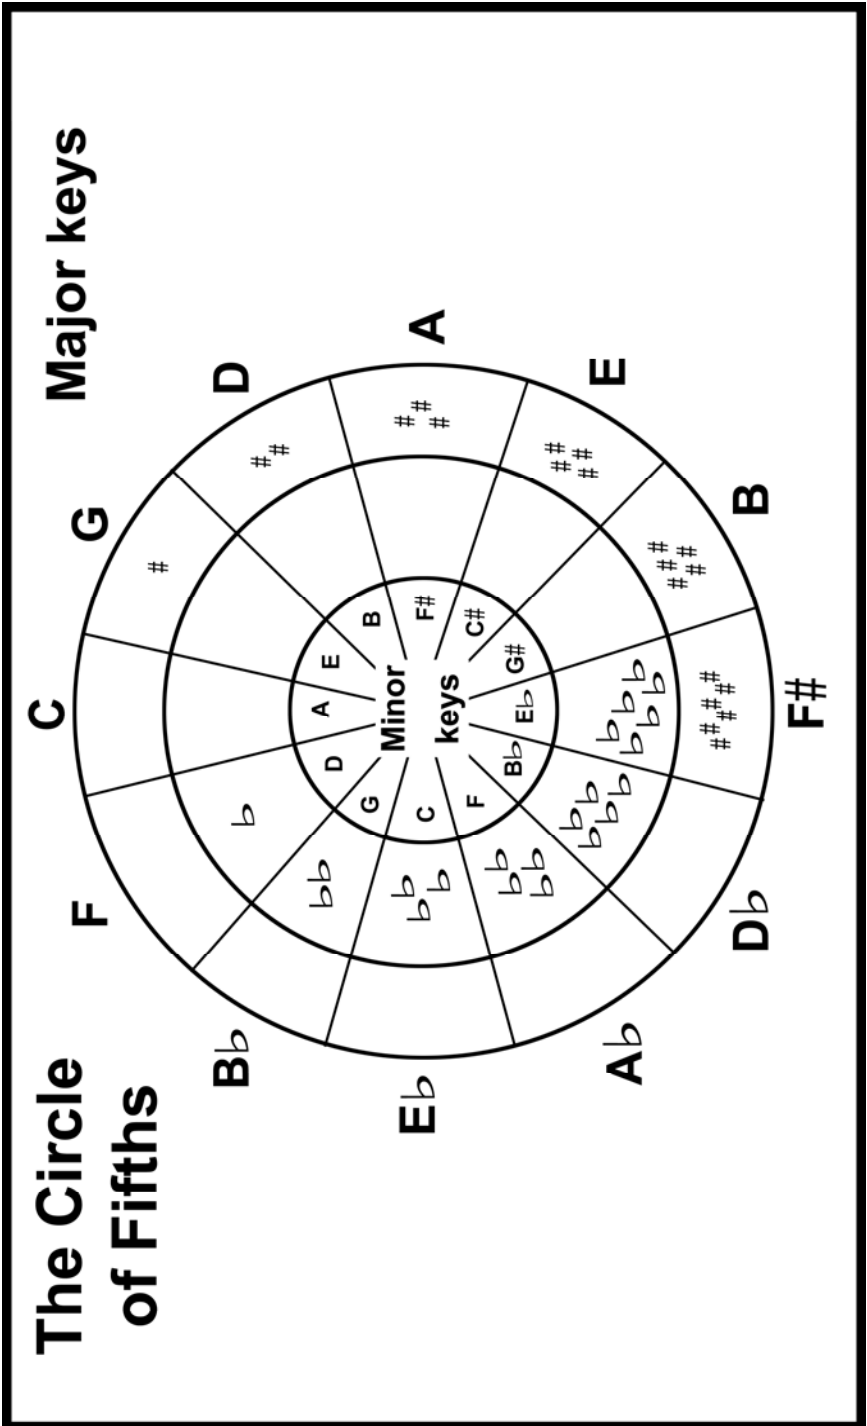 The Circle
of Fifths
Major keys
C
G
D
A
E
B
F#
D♭
A♭
E♭
B♭
F
#
##
###
####
#####
######
♭♭♭♭♭♭
♭♭♭♭♭
♭♭♭♭
♭♭♭
♭♭
♭
Minor
keys
A
E
B
F#
C#
G#
E♭
B♭
F
C
G
D